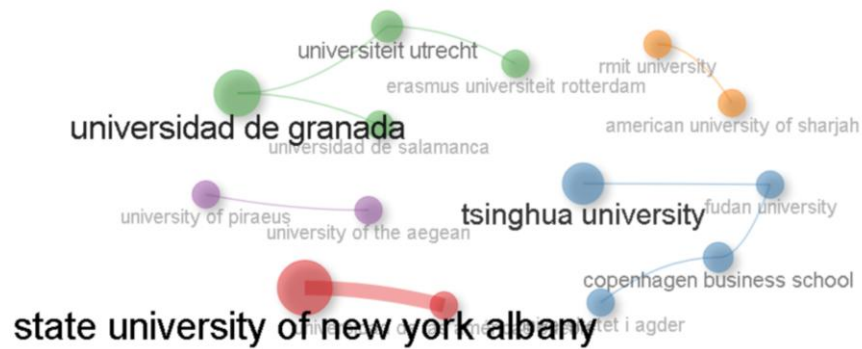 universiteit utrecht
rmit university
erasmus universiteit rotterdam
universidad de granada
american university of sharjah
universidad de salamanca
university of piraeus
tsinghua university
fudan university
university of the aegean
copenhagen business school
state university of new york albany
i agder